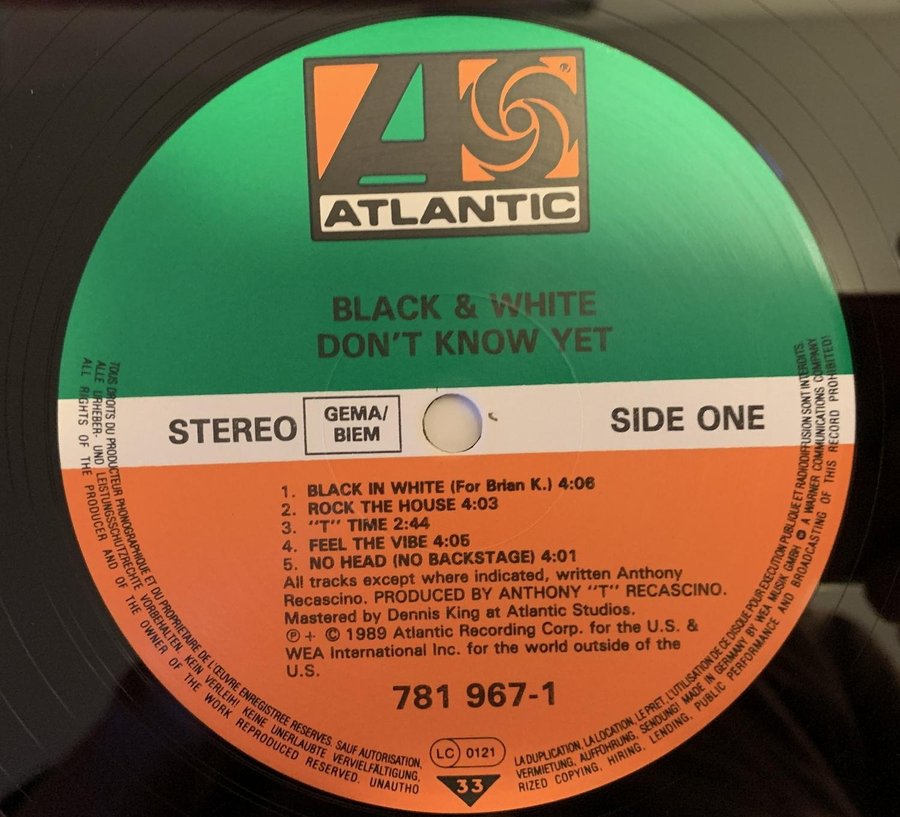 ATLANTIC
®
BLACK & WHITE
DON'T KNOW YET
STEREO
GEMA/
BIEM
SIDE ONE
1. BLACK IN WHITE (For Brian K.) 4:06
2. ROCK THE HOUSE 4:03
3. "T" TIME 2:44
4. FEEL THE VIBE 4:05
5. NO HEAD (NO BACKSTAGE) 4:01
All tracks except where indicated, written Anthony
Recascino. PRODUCED BY ANTHONY "T" RECASCINO.
Mastered by Dennis King at Atlantic Studios.
℗ + © 1989 Atlantic Recording Corp. for the U.S. &
WEA International Inc. for the world outside of the
U.S.
781 967-1
LC 0121
33
TOUS DROITS DU PRODUCTEUR PHONOGRAPHIQUE ET DU PROPRIETAIRE DE L'ŒUVRE ENREGISTREE RESERVES. SAUF AUTORISATION,
LA DUPLICATION, LA LOCATION, LE PRET, L'UTILISATION DE CE DISQUE POUR EXECUTION PUBLIQUE ET RADIODIFFUSION SONT INTERDITS.
ALLE URHEBER- UND LEISTUNGSSCHUTZRECHTE VORBEHALTEN. KEIN VERLEIH! KEINE UNERLAUBTE VERVIELFÄLTIGUNG,
VERMIETUNG, AUFFÜHRUNG, SENDUNG! MADE IN GERMANY BY WEA MUSIK GMBH A WARNER COMMUNICATIONS COMPANY
ALL RIGHTS OF THE PRODUCER AND OF THE OWNER OF THE WORK REPRODUCED RESERVED. UNAUTHO
RIZED COPYING, HIRING, LENDING, PUBLIC PERFORMANCE AND BROADCASTING OF THIS RECORD PROHIBITED!